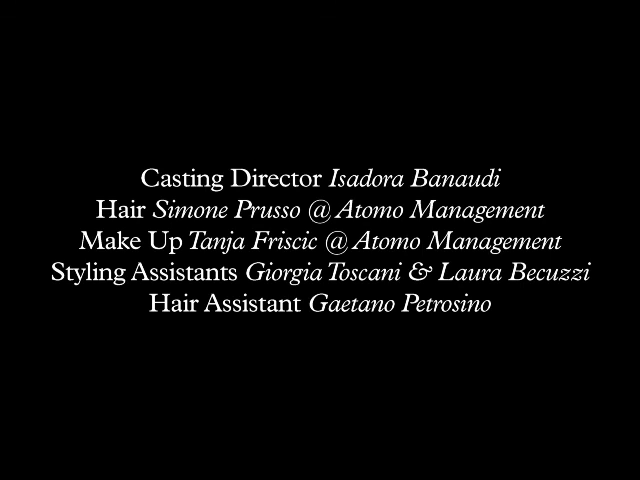 Casting Director Isadora Banaudi
Hair Simone Prusso @ Atomo Management
Make Up Tanja Friscic @ Atomo Management
Styling Assistants Giorgia Toscani & Laura Becuzzi
Hair Assistant Gaetano Petrosino